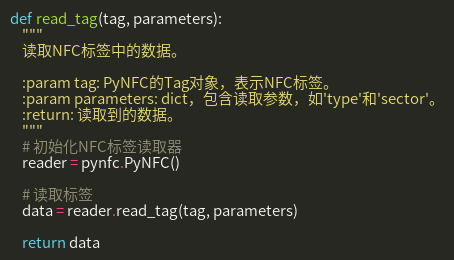 def read_tag(tag, parameters):
"""
读取NFC标签中的数据。
:param tag: PyNFC的Tag对象，表示NFC标签。
:param parameters: dict，包含读取参数，如'type'和'sector'。
:return: 读取到的数据。
"""
# 初始化NFC标签读取器
reader = pynfc.PyNFC()
# 读取标签
data = reader.read_tag(tag, parameters)
return data